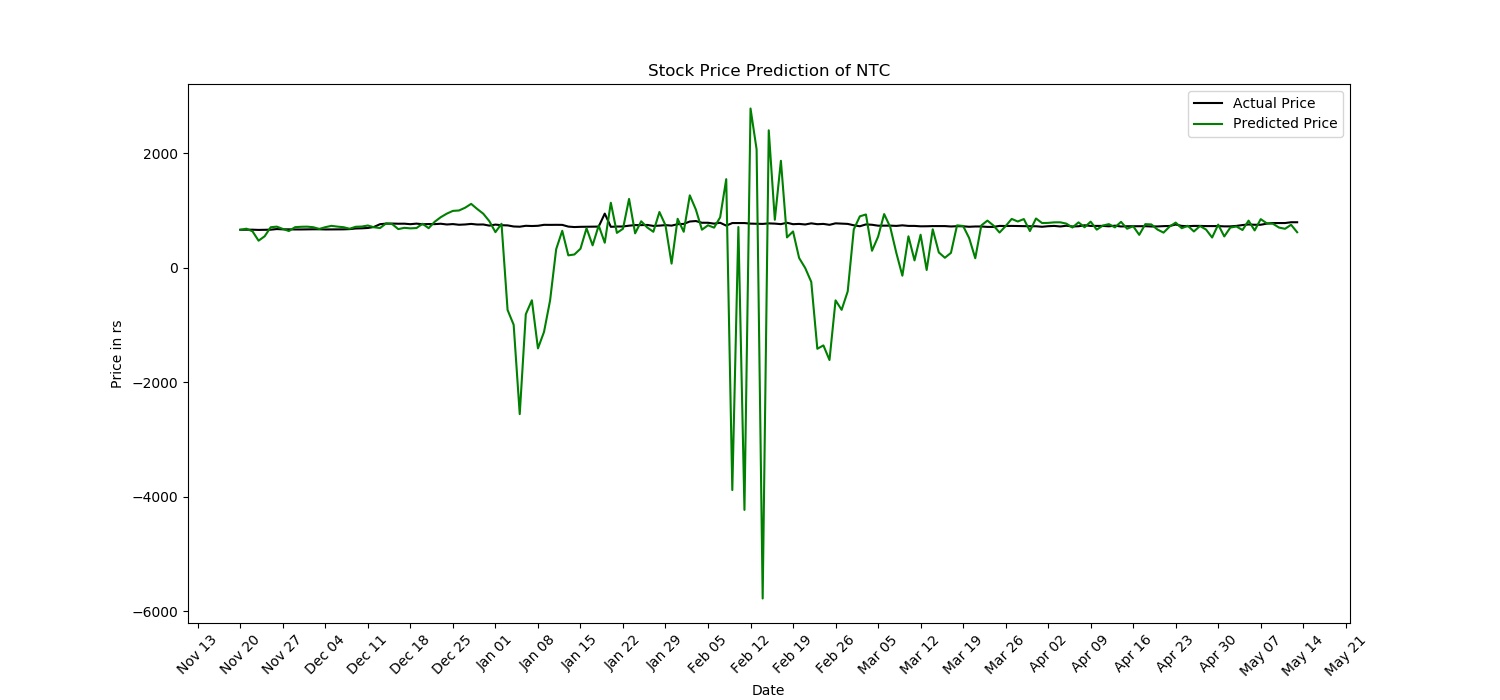 Stock Price Prediction of NTC
Actual Price
Predicted Price
Price in rs
2000
0
−2000
−4000
−6000
Nov 13
Nov 20
Nov 27
Dec 04
Dec 11
Dec 18
Dec 25
Jan 01
Jan 08
Jan 15
Jan 22
Jan 29
Feb 05
Feb 12
Feb 19
Feb 26
Mar 05
Mar 12
Mar 19
Mar 26
Apr 02
Apr 09
Apr 16
Apr 23
Apr 30
May 07
May 14
May 21
Date